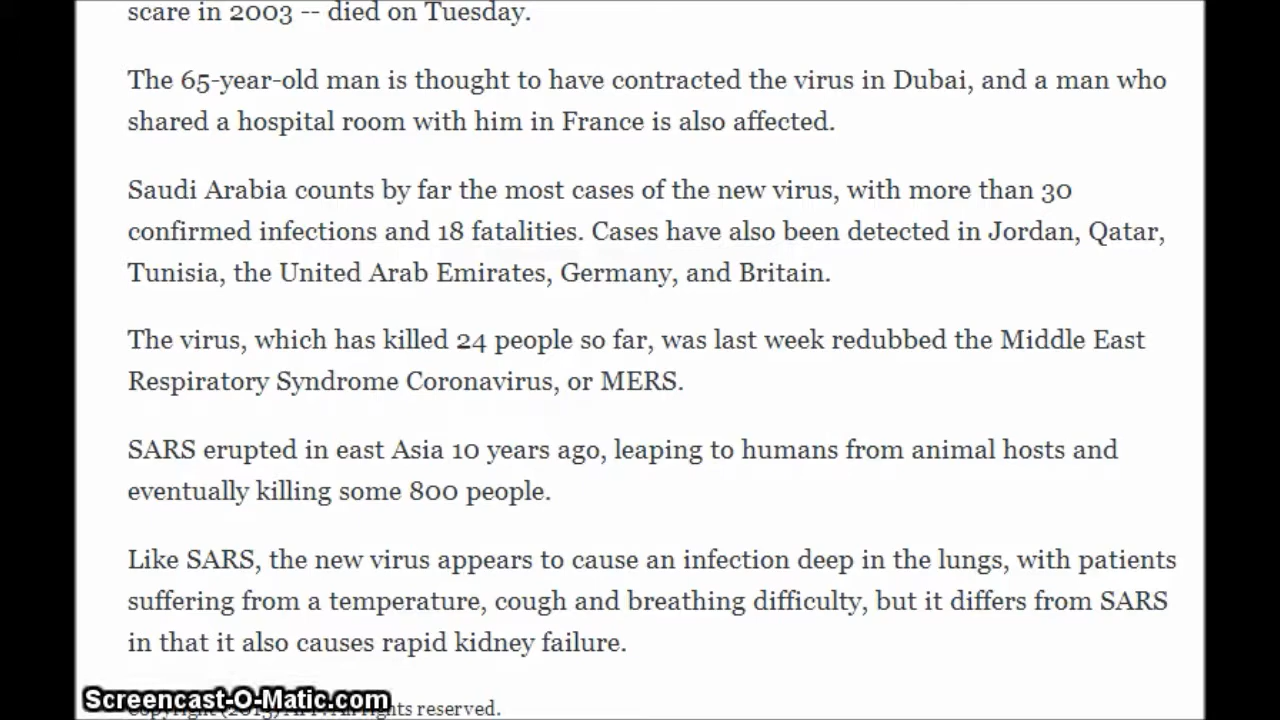 scare in 2003 -- died on Tuesday.
The 65-year-old man is thought to have contracted the virus in Dubai, and a man who
shared a hospital room with him in France is also affected.
Saudi Arabia counts by far the most cases of the new virus, with more than 30
confirmed infections and 18 fatalities. Cases have also been detected in Jordan, Qatar,
Tunisia, the United Arab Emirates, Germany, and Britain.
The virus, which has killed 24 people so far, was last week redubbed the Middle East
Respiratory Syndrome Coronavirus, or MERS.
SARS erupted in east Asia 10 years ago, leaping to humans from animal hosts and
eventually killing some 800 people.
Like SARS, the new virus appears to cause an infection deep in the lungs, with patients
suffering from a temperature, cough and breathing difficulty, but it differs from SARS
in that it also causes rapid kidney failure.
Screencast-O-Matic.com
reserved.